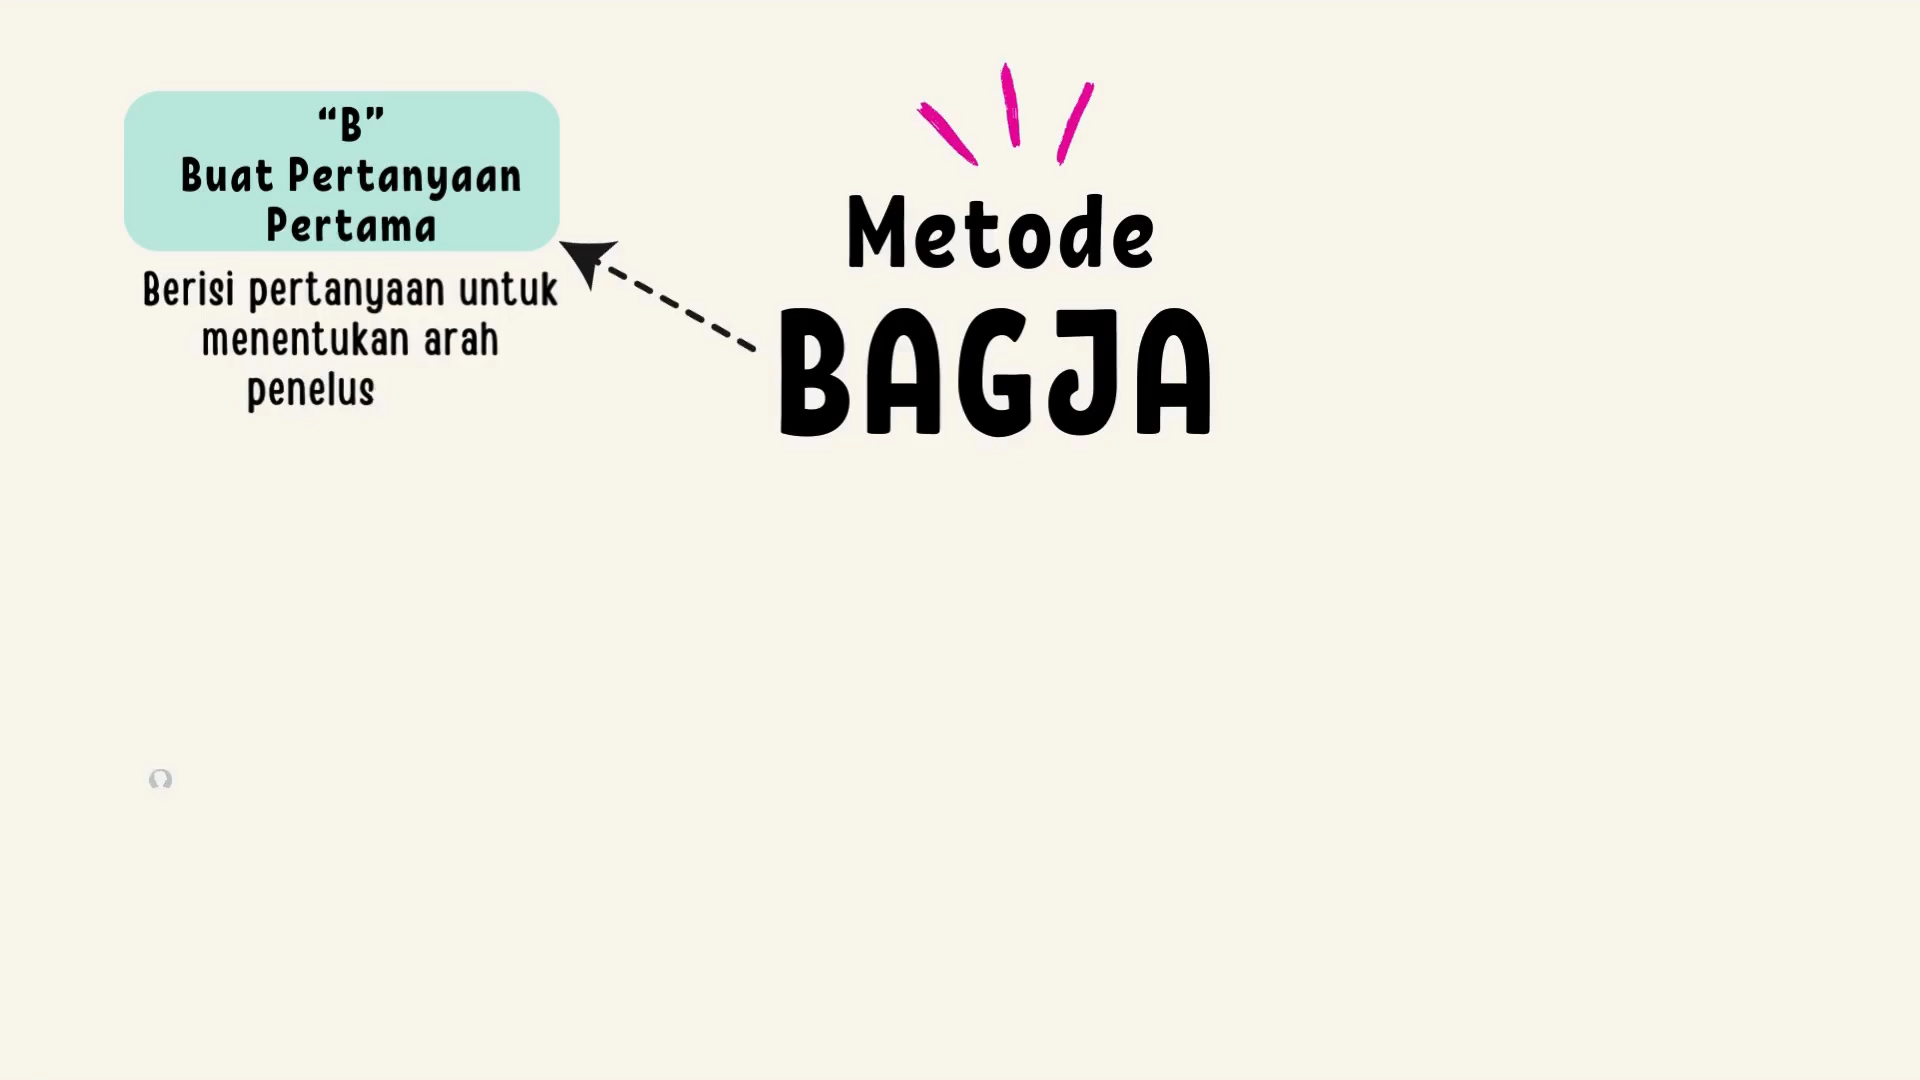 “B”
Buat Pertanyaan
Pertama
Berisi pertanyaan untuk
menentukan arah
penelus
Metode
BAGJA